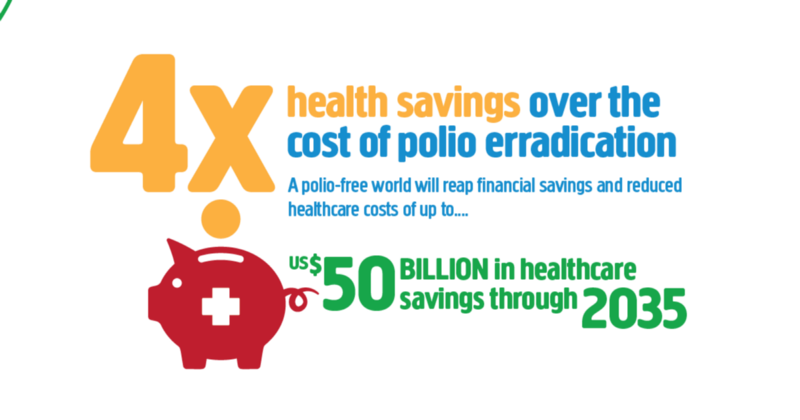 4x health savings over the
cost of polio erradication
A polio-free world will reap financial savings and reduced
healthcare costs of up to....
US$50 BILLION in healthcare
savings through 2035